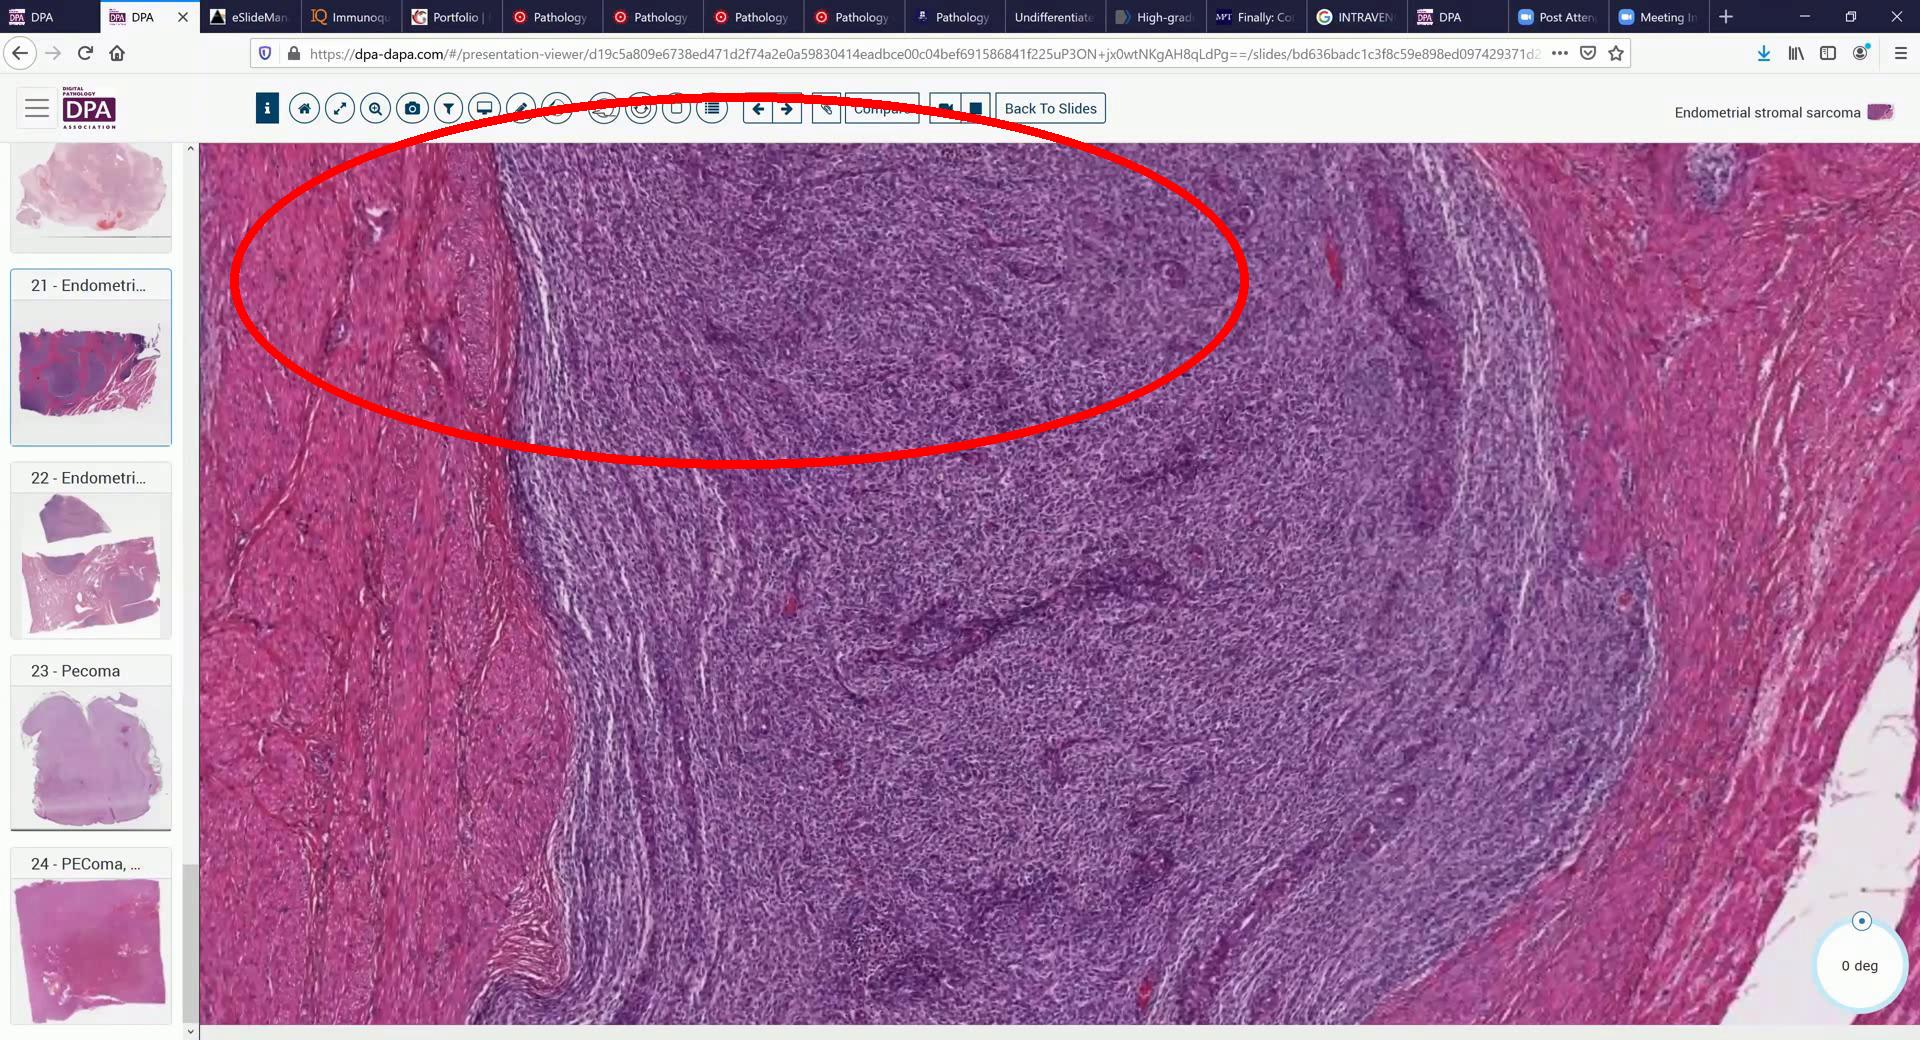 DPA
DPA
eSlideMan
Immunoqu
Portfolio |
Pathology
Pathology
Pathology
Pathology
Pathology
Undifferentiate
High-grad
Finally: Co
INTRAVEN
DPA
Post Atten
Meeting In
https://dpa-dapa.com/#/presentation-viewer/d19c5a809e6738ed471d2f74a2e0a59830414eadbce00c04bef691586841f225uP3ON+jx0wtNKgAH8qLdPg==/slides/bd636badc1c3f8c59e898ed097429371d2
DIGITAL
PATHOLOGY
DPA
ASSOCIATION
Back To Slides
Endometrial stromal sarcoma
21 - Endometri...
22 - Endometri...
23 - Pecoma
24 - PEComa, ...
0 deg